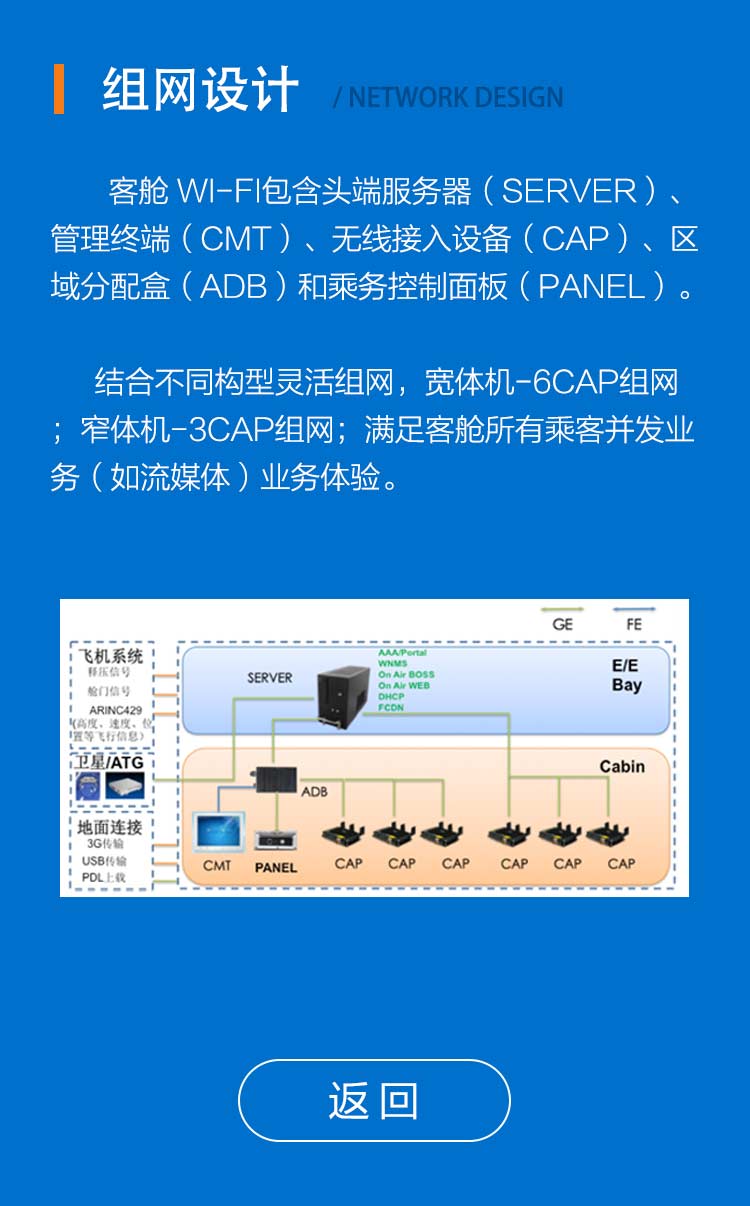 组网设计 / NETWORK DESIGN
客舱 WI-FI包含头端服务器（SERVER）、
管理终端（CMT）、无线接入设备（CAP）、区
域分配盒（ADB）和乘务控制面板（PANEL）。
结合不同构型灵活组网，宽体机-6CAP组网
；窄体机-3CAP组网；满足客舱所有乘客并发业
务（如流媒体）业务体验。
GE FE
飞机系统
释压信号
舱门信号
ARINC429
(高度、速度、位
置等飞行信息）
卫星/ATG
地面连接
3G传输
USB传输
PDL上载
SERVER
AAA/Portal
WNMS
On Air BOSS
On Air WEB
DHCP
FCDN
E/E
Bay
Cabin
ADB
CMT PANEL CAP CAP CAP CAP CAP CAP
返回